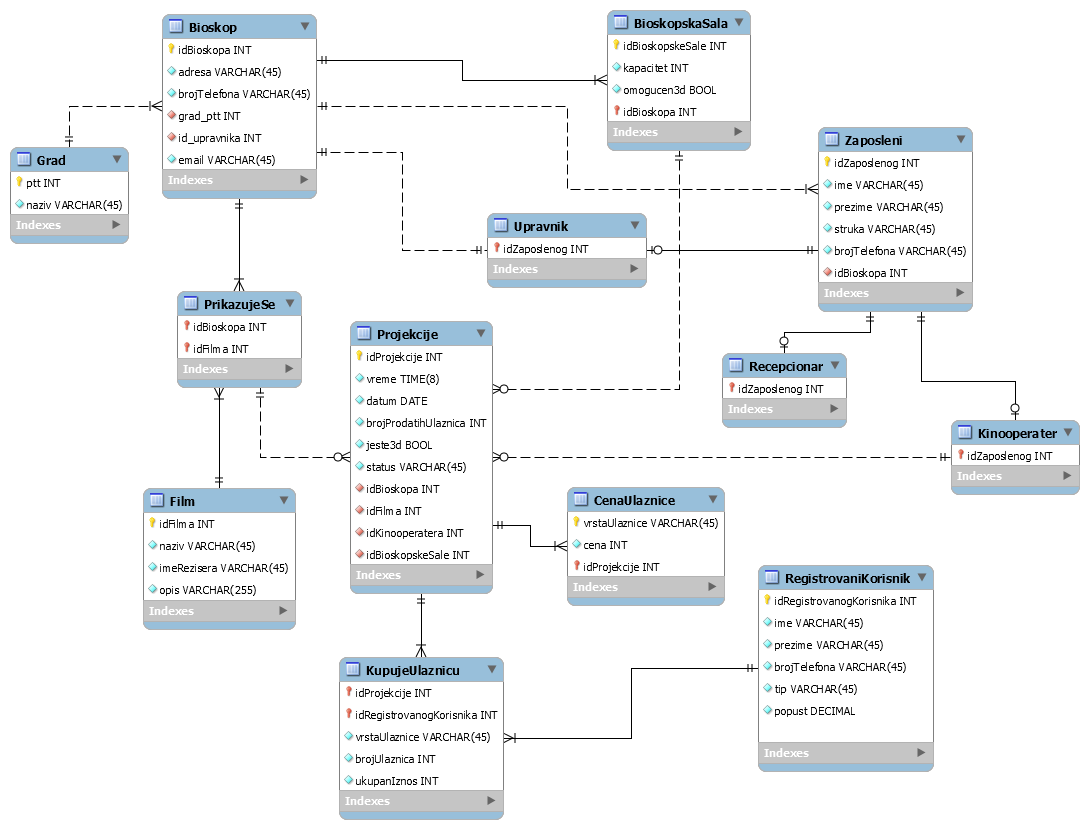 Bioskop
idBioskopa INT
adresa VARCHAR(45)
brojTelefona VARCHAR(45)
grad_ptt INT
id_upravnika INT
email VARCHAR(45)
Indexes
BioskopskaSala
idBioskopskeSale INT
kapacitet INT
omogucen3d BOOL
idBioskopa INT
Indexes
Grad
ptt INT
naziv VARCHAR(45)
Indexes
Zaposleni
idZaposlenog INT
ime VARCHAR(45)
prezime VARCHAR(45)
struka VARCHAR(45)
brojTelefona VARCHAR(45)
idBioskopa INT
Indexes
Upravnik
idZaposlenog INT
Indexes
PrikazujeSe
idBioskopa INT
idFilma INT
Indexes
Projekcije
idProjekcije INT
vreme TIME(8)
datum DATE
brojProdatihUlaznica INT
jeste3d BOOL
status VARCHAR(45)
idBioskopa INT
idFilma INT
idKinooperatera INT
idBioskopskeSale INT
Indexes
Recepcionar
idZaposlenog INT
Indexes
Kinooperater
idZaposlenog INT
Indexes
Film
idFilma INT
naziv VARCHAR(45)
imeRezisera VARCHAR(45)
opis VARCHAR(255)
Indexes
CenaUlaznice
vrstaUlaznice VARCHAR(45)
cena INT
idProjekcije INT
Indexes
RegistrovaniKorisnik
idRegistrovanogKorisnika INT
ime VARCHAR(45)
prezime VARCHAR(45)
brojTelefona VARCHAR(45)
tip VARCHAR(45)
popust DECIMAL
Indexes
KupujeUlaznicu
idProjekcije INT
idRegistrovanogKorisnika INT
vrstaUlaznice VARCHAR(45)
brojUlaznica INT
ukupanIznos INT
Indexes